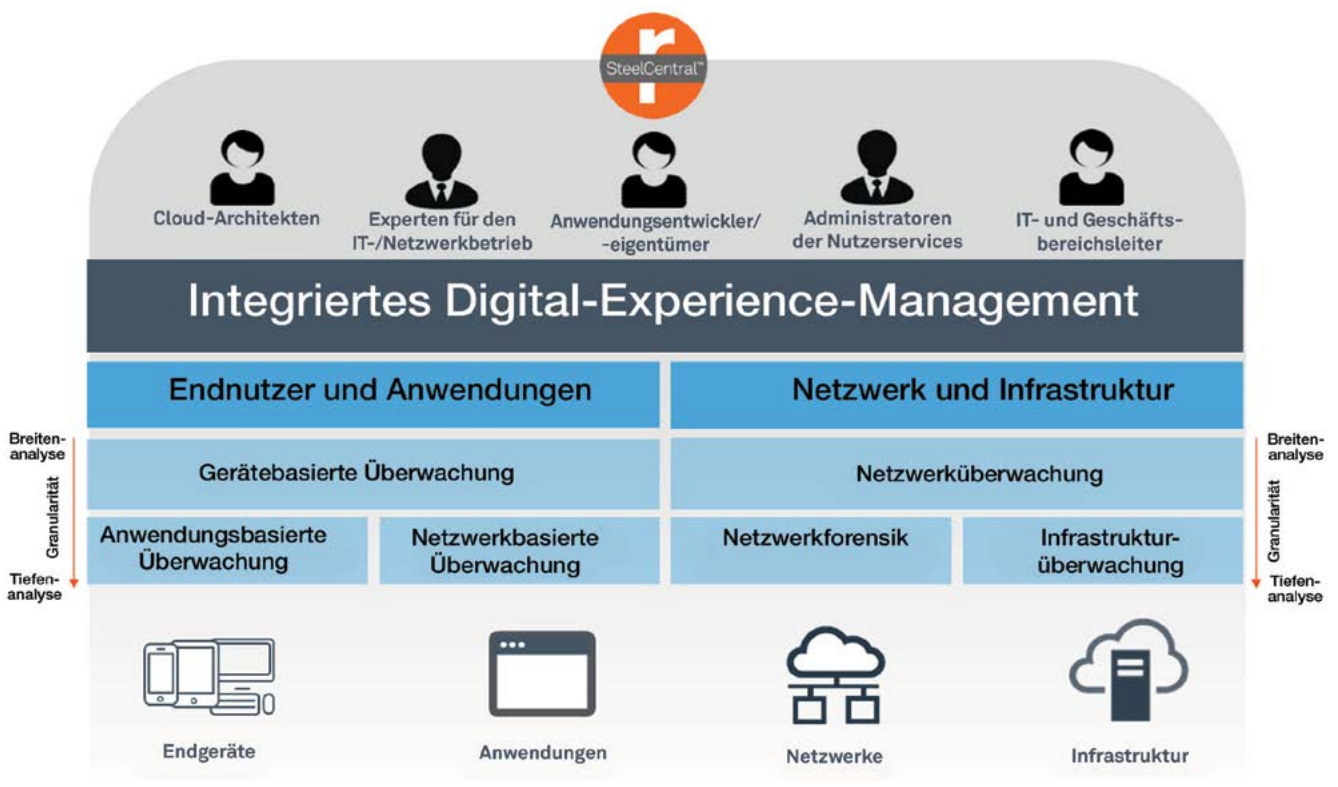 SteelCentral™
Cloud-Architekten
Experten für den
IT-/Netzwerkbetrieb
Anwendungsentwickler/
-eigentümer
Administratoren
der Nutzerservices
IT- und Geschäfts-
bereichsleiter
Integriertes Digital-Experience-Management
Endnutzer und Anwendungen
Netzwerk und Infrastruktur
Breiten-
analyse
Granularität
Tiefen-
analyse
Gerätebasierte Überwachung
Netzwerküberwachung
Anwendungsbasierte
Überwachung
Netzwerkbasierte
Überwachung
Netzwerkforensik
Infrastruktur-
überwachung
Breiten-
analyse
Granularität
Tiefen-
analyse
Endgeräte
Anwendungen
Netzwerke
Infrastruktur